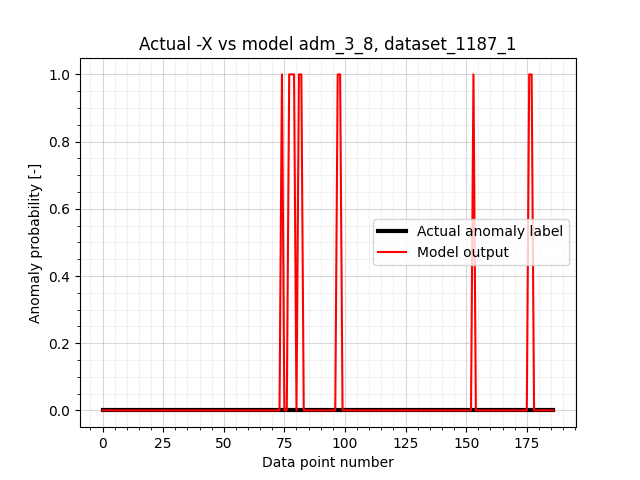 Actual -X vs model adm_3_8, dataset_1187_1
1.0
0.8
0.6
0.4
0.2
0.0
Anomaly probability [-]
Actual anomaly label
Model output
0 25 50 75 100 125 150 175
Data point number